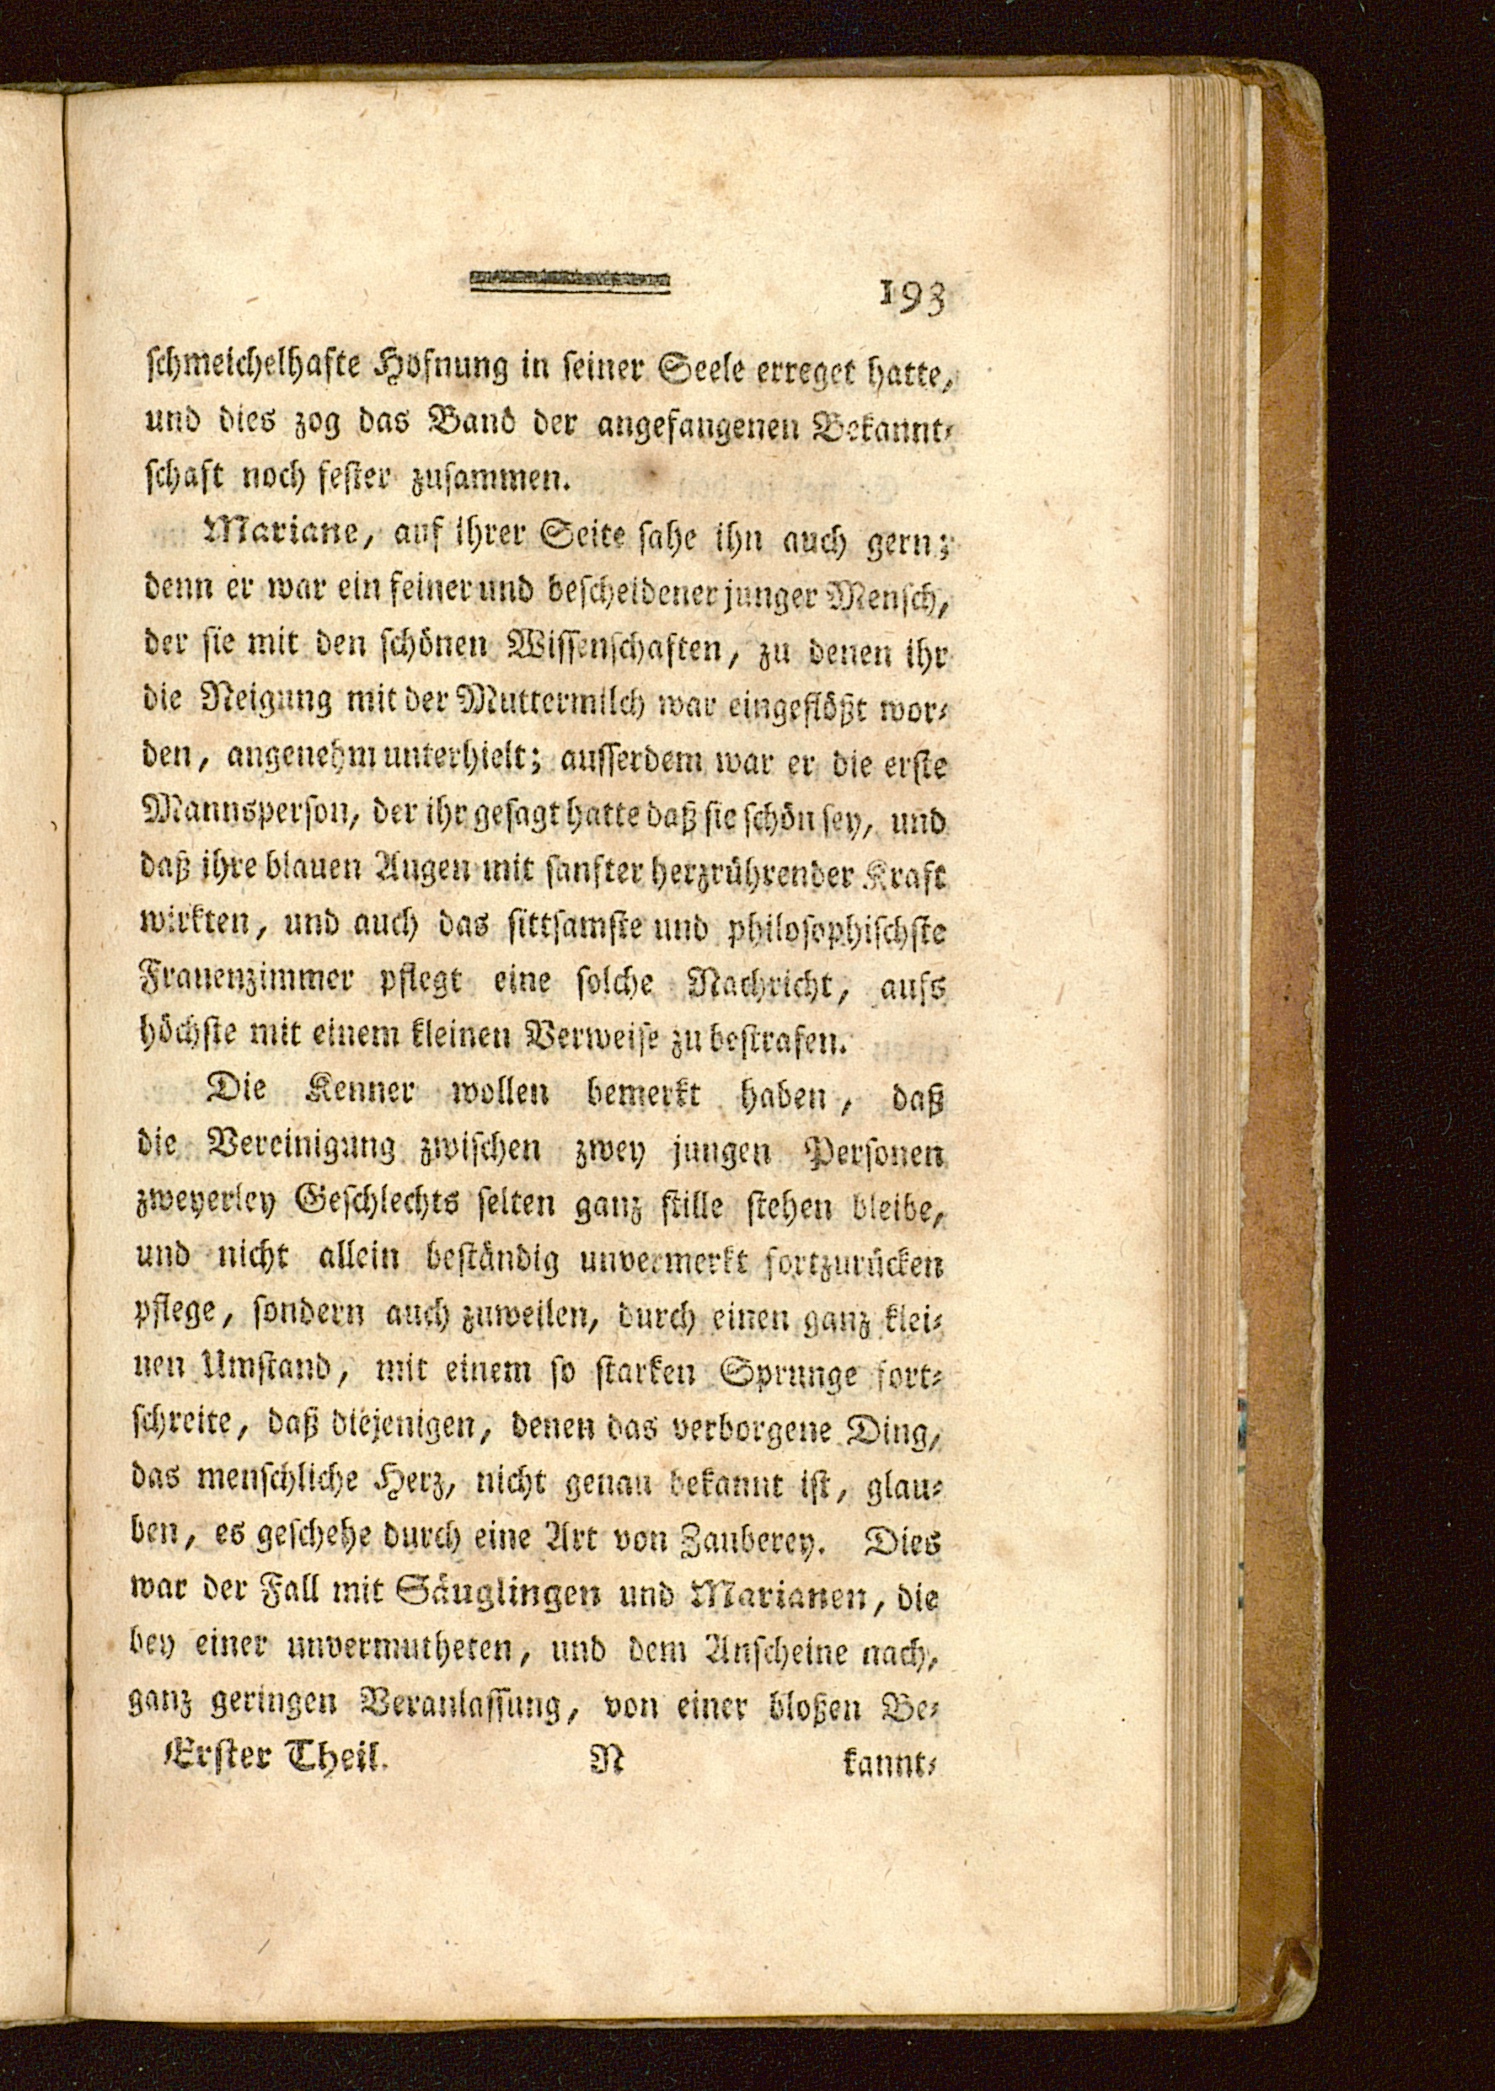 193
ſchmeichelhafte Hofnung in ſeiner Seele erreget hatte,
und dies zog das Band der angefangenen Bekannt⸗
ſchaft noch feſter zuſammen.
Mariane, auf ihrer Seite ſahe ihn auch gern;
denn er war ein feiner und beſcheidener junger Menſch,
der ſie mit den ſchönen Wiſſenſchaften, zu denen ihr
die Neigung mit der Muttermilch war eingeflößt wor⸗
den, angenehm unterhielt; auſſerdem war er die erſte
Mannsperſon, der ihr geſagt hatte daß ſie ſchön ſey, und
daß ihre blauen Augen mit ſanfter herzrührender Kraft
wirkten, und auch das ſittſamſte und philoſophiſchſte
Frauenzimmer pflegt eine ſolche Nachricht, aufs
höchſte mit einem kleinen Verweiſe zu beſtrafen.
Die Kenner wollen bemerkt haben, daß
die Vereinigung zwiſchen zwey jungen Perſonen
zweyerley Geſchlechts ſelten ganz ſtille ſtehen bleibe,
und nicht allein beſtändig unvermerkt fortzurücken
pflege, ſondern auch zuweilen, durch einen ganz klei⸗
nen Umſtand, mit einem ſo ſtarken Sprunge fort⸗
ſchreite, daß diejenigen, denen das verborgene Ding,
das menſchliche Herz, nicht genau bekannt iſt, glau⸗
ben, es geſchehe durch eine Art von Zauberey. Dies
war der Fall mit Säuglingen und Marianen, die
bey einer unvermutheten, und dem Anſcheine nach,
ganz geringen Veranlaſſung, von einer bloßen Be⸗
Erſter Theil. N kannt⸗